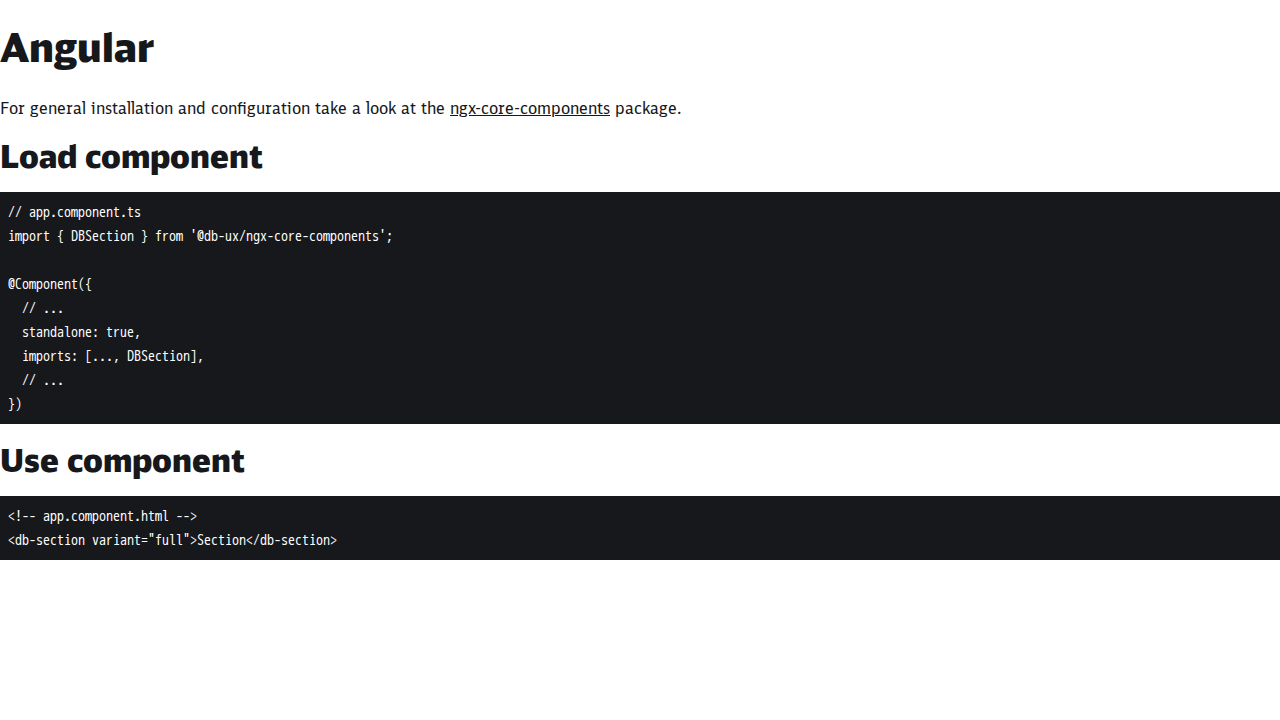 Angular
For general installation and configuration take a look at the ngx-core-components package.
Load component
// app.component.ts
import { DBSection } from '@db-ux/ngx-core-components';

@Component({
  // ...
  standalone: true,
  imports: [..., DBSection],
  // ...
})
Use component
<!-- app.component.html -->
<db-section variant="full">Section</db-section>